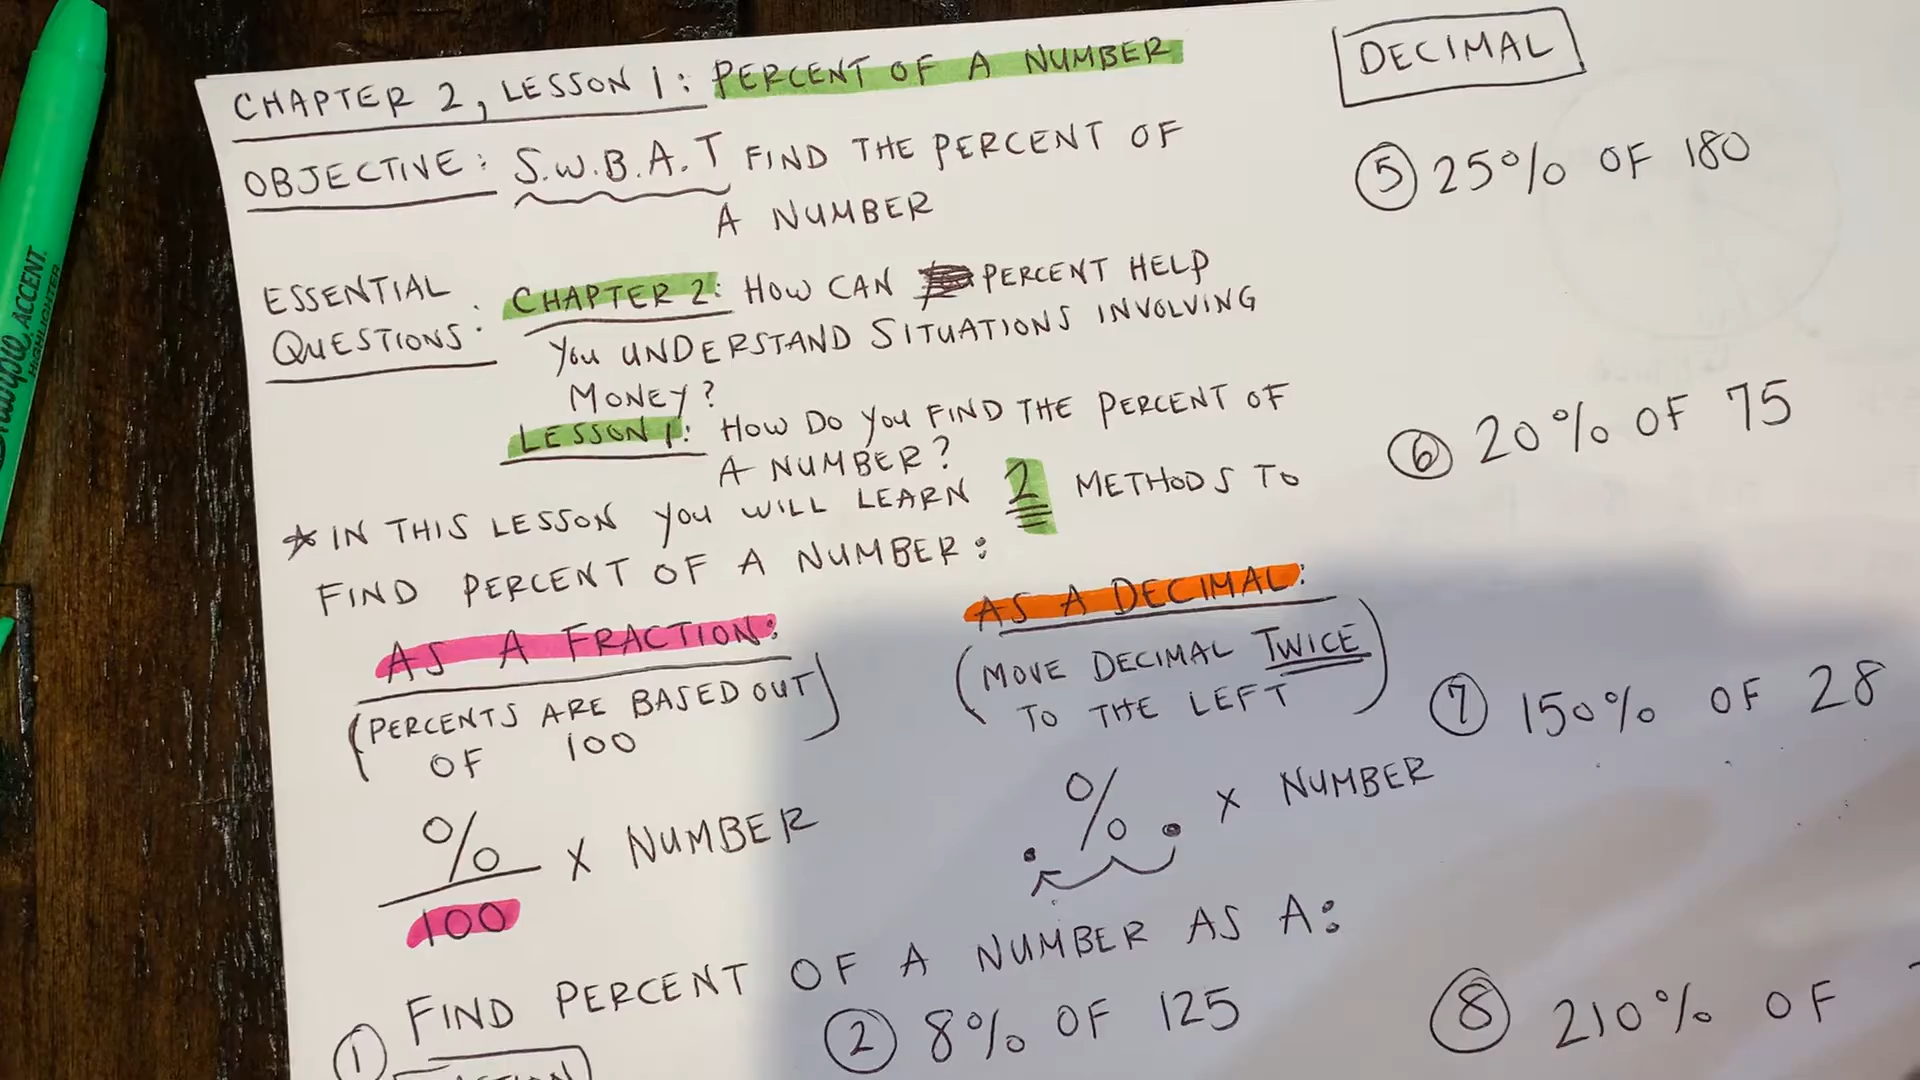 CHAPTER 2, LESSON 1: PERCENT OF A NUMBER
OBJECTIVE: S.W.B.A.T FIND THE PERCENT OF
A NUMBER
ESSENTIAL
QUESTIONS:
CHAPTER 2: HOW CAN PERCENT HELP
YOU UNDERSTAND SITUATIONS INVOLVING
MONEY?
LESSON 1: HOW DO YOU FIND THE PERCENT OF
A NUMBER?
* IN THIS LESSON YOU WILL LEARN 2 METHODS TO
FIND PERCENT OF A NUMBER:
AS A FRACTION:
(PERCENTS ARE BASED OUT
OF 100)
% X NUMBER
100
AS A DECIMAL:
(MOVE DECIMAL TWICE
TO THE LEFT)
.%. X NUMBER
FIND PERCENT OF A NUMBER AS A:
①
② 8% OF 125
DECIMAL
⑤ 25% OF 180
⑥ 20% OF 75
⑦ 150% OF 28
⑧ 210% OF
ACCENT.
HIGHLIGHTER